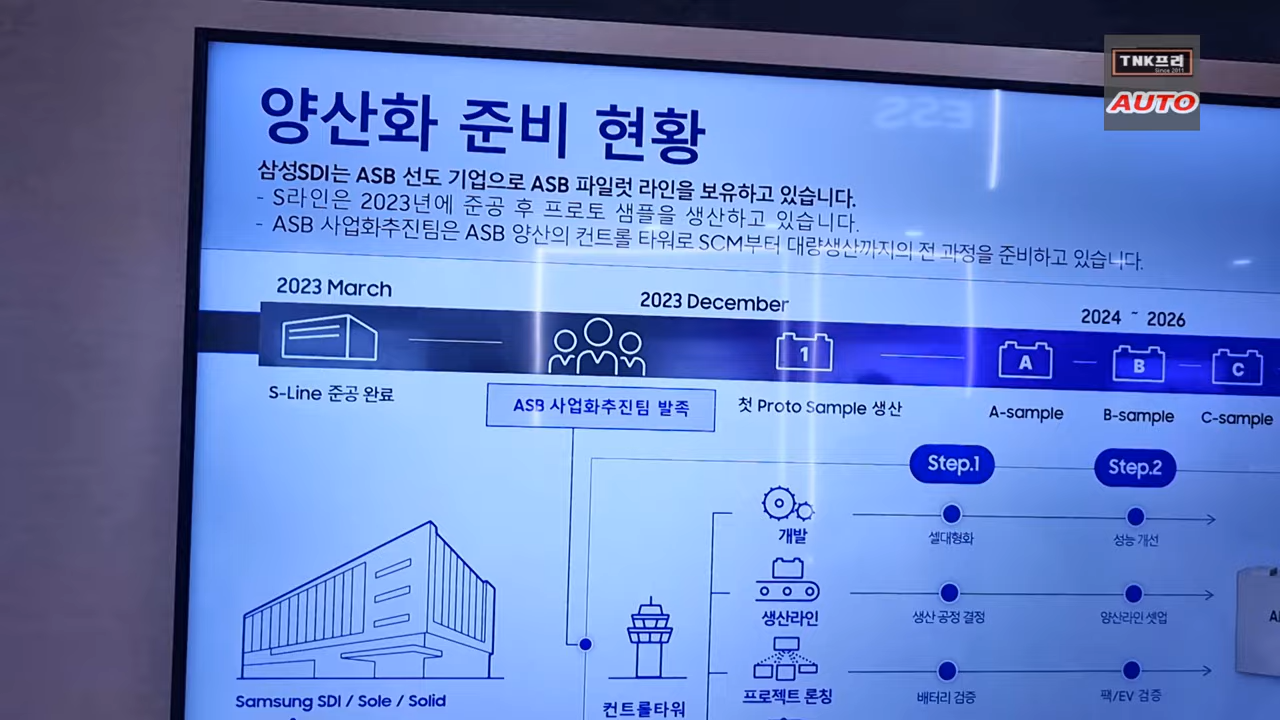 TNK프리
Since 2011
AUTO
ESS
양산화 준비 현황
삼성SDI는 ASB 선도 기업으로 ASB 파일럿 라인을 보유하고 있습니다.
- S라인은 2023년에 준공 후 프로토 샘플을 생산하고 있습니다.
- ASB 사업화추진팀은 ASB 양산의 컨트롤 타워로 SCM부터 대량생산까지의 전 과정을 준비하고 있습니다.
2023 March
2023 December
2024 ~ 2026
1
A
B
C
S-Line 준공 완료
ASB 사업화추진팀 발족
첫 Proto Sample 생산
A-sample
B-sample
C-sample
Step.1
Step.2
개발
셀대형화
성능 개선
생산라인
생산 공정 결정
양산라인 셋업
프로젝트 론칭
배터리 검증
팩/EV 검증
Samsung SDI / Sole / Solid
컨트롤타워